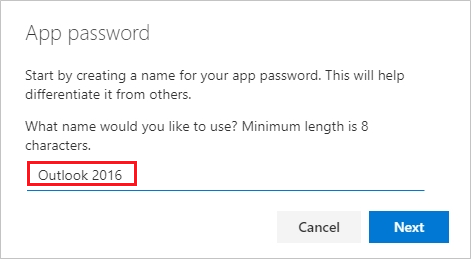 App password
Start by creating a name for your app password. This will help
differentiate it from others.
What name would you like to use? Minimum length is 8
characters.
Outlook 2016
Cancel
Next